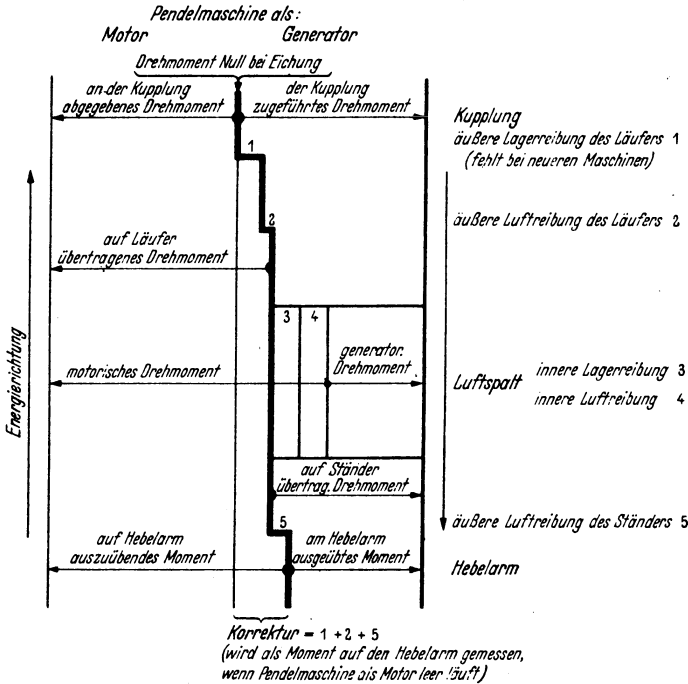 Pendelmaschine als:
Motor Generator
Drehmoment Null bei Eichung
an der Kupplung
abgegebenes Drehmoment
der Kupplung
zugeführtes Drehmoment
Kupplung
äußere Lagerreibung des Läufers 1
(fehlt bei neueren Maschinen)
1
2
äußere Luftreibung des Läufers 2
auf Läufer
übertragenes Drehmoment
3 4
generator.
Drehmoment
motorisches Drehmoment
Luftspalt
innere Lagerreibung 3
innere Luftreibung 4
Energierichtung
auf Ständer
übertrag. Drehmoment
5
äußere Luftreibung des Ständers 5
auf Hebelarm
auszuübendes Moment
am Hebelarm
ausgeübtes Moment
Hebelarm
Korrektur = 1 + 2 + 5
(wird als Moment auf den Hebelarm gemessen,
wenn Pendelmaschine als Motor leer läuft)